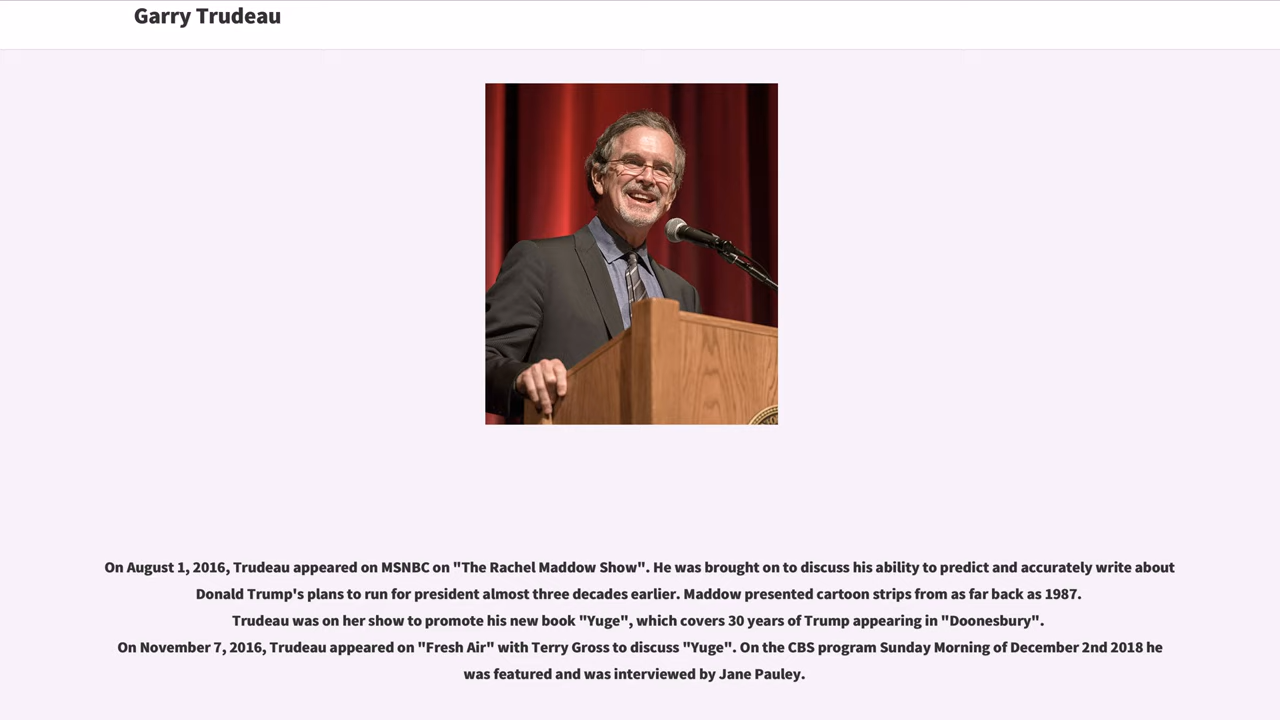 Garry Trudeau
On August 1, 2016, Trudeau appeared on MSNBC on "The Rachel Maddow Show". He was brought on to discuss his ability to predict and accurately write about
Donald Trump's plans to run for president almost three decades earlier. Maddow presented cartoon strips from as far back as 1987.
Trudeau was on her show to promote his new book "Yuge", which covers 30 years of Trump appearing in "Doonesbury".
On November 7, 2016, Trudeau appeared on "Fresh Air" with Terry Gross to discuss "Yuge". On the CBS program Sunday Morning of December 2nd 2018 he
was featured and was interviewed by Jane Pauley.